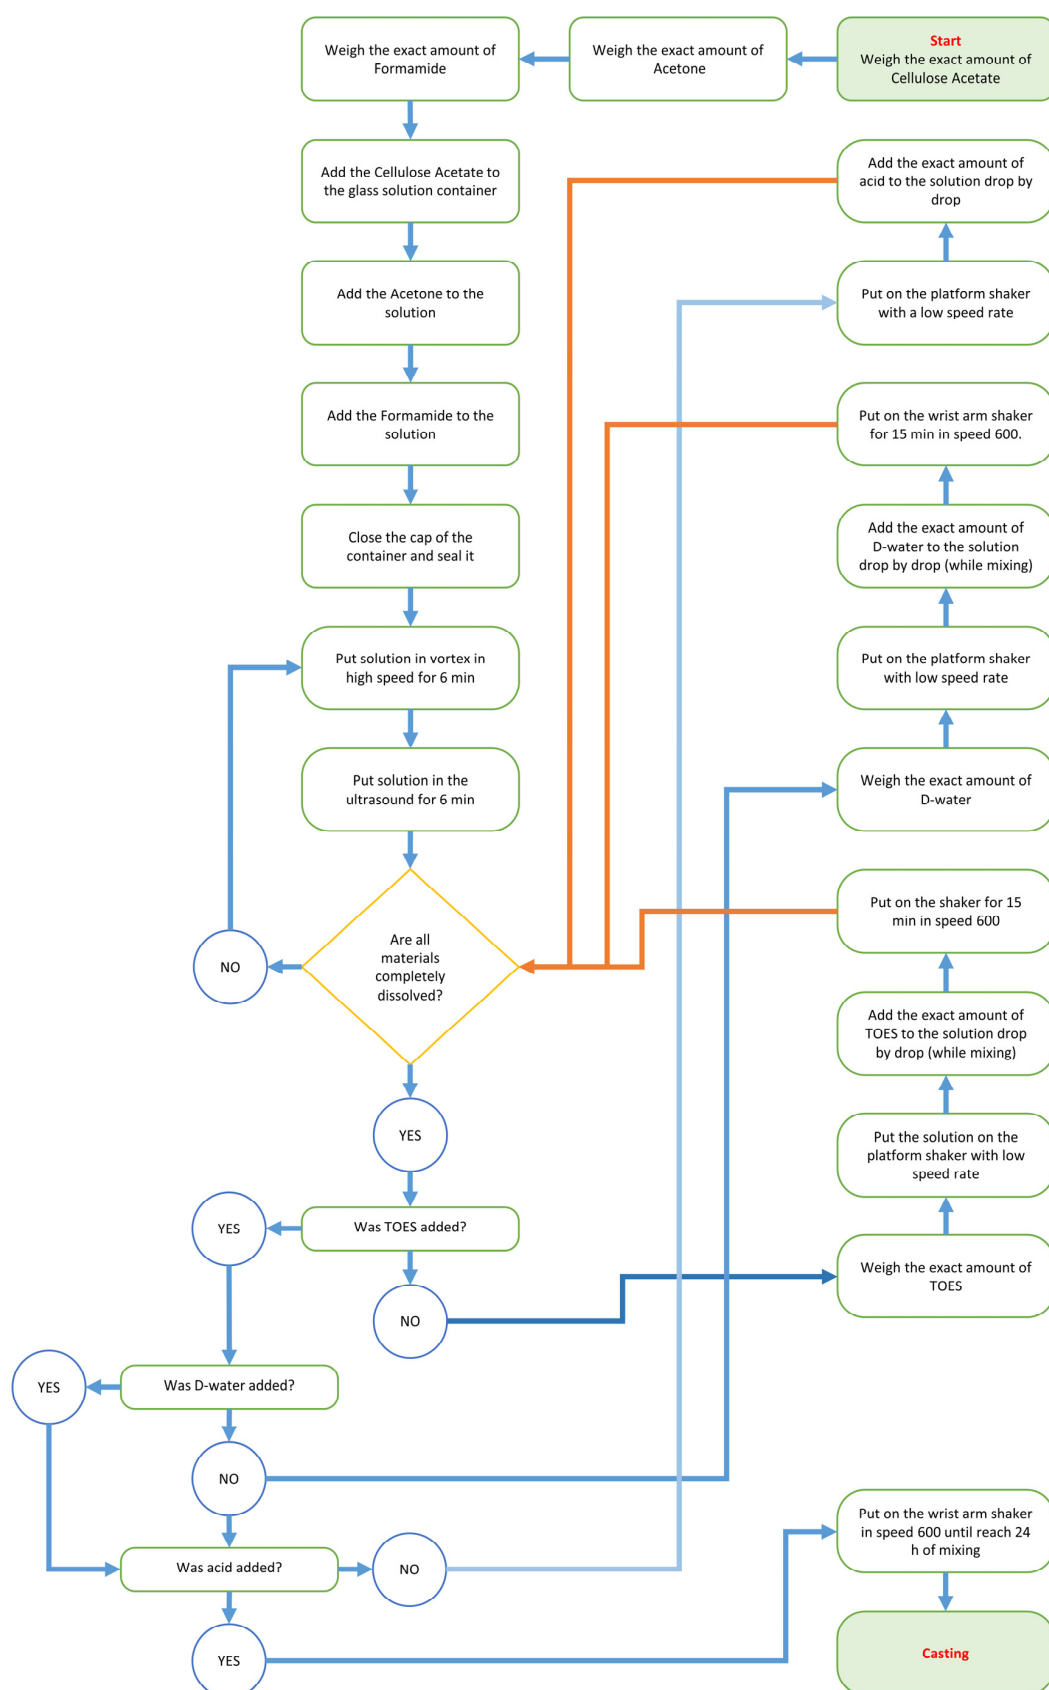 Start
Weigh the exact amount of
Cellulose Acetate
Weigh the exact amount of
Acetone
Weigh the exact amount of
Formamide
Add the Cellulose Acetate to
the glass solution container
Add the Acetone to the
solution
Add the Formamide to the
solution
Close the cap of the
container and seal it
Put solution in vortex in
high speed for 6 min
Put solution in the
ultrasound for 6 min
Are all
materials
completely
dissolved?
NO
YES
Was TOES added?
YES
NO
Was D-water added?
YES
NO
Was acid added?
NO
YES
Add the exact amount of
acid to the solution drop by
drop
Put on the platform shaker
with a low speed rate
Put on the wrist arm shaker
for 15 min in speed 600.
Add the exact amount of
D-water to the solution
drop by drop (while mixing)
Put on the platform shaker
with low speed rate
Weigh the exact amount of
D-water
Put on the shaker for 15
min in speed 600
Add the exact amount of
TOES to the solution drop
by drop (while mixing)
Put the solution on the
platform shaker with low
speed rate
Weigh the exact amount of
TOES
Put on the wrist arm shaker
in speed 600 until reach 24
h of mixing
Casting